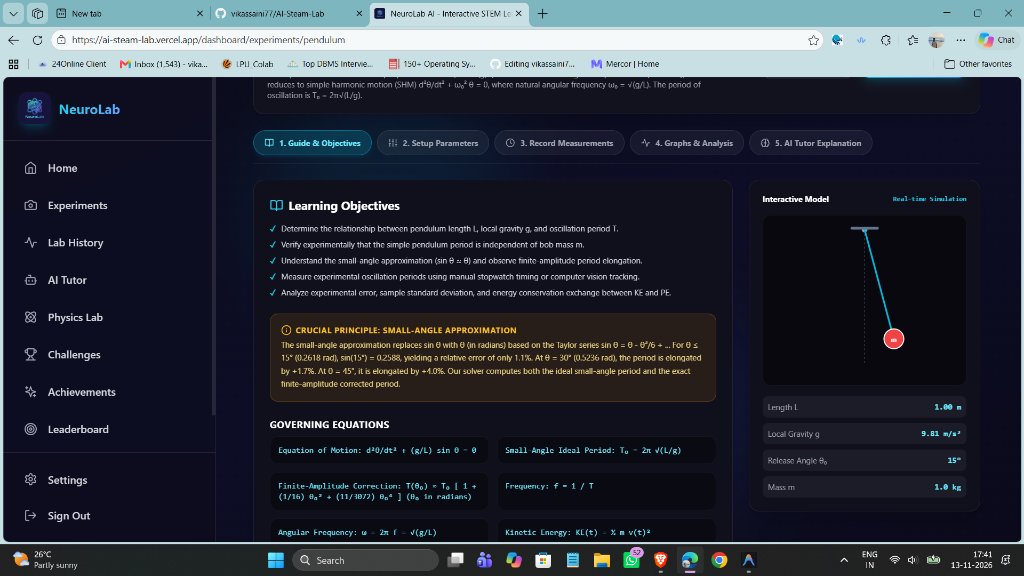 New tab
vikassaini77/AI-Steam-Lab
NeuroLab AI - Interactive STEM Le
https://ai-steam-lab.vercel.app/dashboard/experiments/pendulum
Chat
24Online Client
Inbox (1,543) - vika...
LPU_Colab
Top DBMS Interview...
150+ Operating Sy...
Editing vikassaini7...
Mercor | Home
Other favorites
NeuroLab
Home
Experiments
Lab History
AI Tutor
Physics Lab
Challenges
Achievements
Leaderboard
Settings
Sign Out
reduces to simple harmonic motion (SHM) d²θ/dt² + ω₀² θ = 0, where natural angular frequency ω₀ = √(g/L). The period of
oscillation is T₀ = 2π√(L/g).
1. Guide & Objectives
2. Setup Parameters
3. Record Measurements
4. Graphs & Analysis
5. AI Tutor Explanation
Learning Objectives
✓ Determine the relationship between pendulum length L, local gravity g, and oscillation period T.
✓ Verify experimentally that the simple pendulum period is independent of bob mass m.
✓ Understand the small-angle approximation (sin θ ≈ θ) and observe finite-amplitude period elongation.
✓ Measure experimental oscillation periods using manual stopwatch timing or computer vision tracking.
✓ Analyze experimental error, sample standard deviation, and energy conservation exchange between KE and PE.
CRUCIAL PRINCIPLE: SMALL-ANGLE APPROXIMATION
The small-angle approximation replaces sin θ with θ (in radians) based on the Taylor series sin θ = θ - θ³/6 + ... For θ ≤
15° (0.2618 rad), sin(15°) = 0.2588, yielding a relative error of only 1.1%. At θ = 30° (0.5236 rad), the period is elongated
by +1.7%. At θ = 45°, it is elongated by +4.0%. Our solver computes both the ideal small-angle period and the exact
finite-amplitude corrected period.
GOVERNING EQUATIONS
Equation of Motion: d²θ/dt² + (g/L) sin θ = 0
Small-Angle Ideal Period: T₀ = 2π √(L/g)
Finite-Amplitude Correction: T(θ₀) ≈ T₀ [ 1 +
(1/16) θ₀² + (11/3072) θ₀⁴ ] (θ₀ in radians)
Frequency: f = 1 / T
Angular Frequency: ω = 2π f = √(g/L)
Kinetic Energy: KE(t) = ½ m v(t)²
Interactive Model
Real-time Simulation
m
Length L
1.00 m
Local Gravity g
9.81 m/s²
Release Angle θ₀
15°
Mass m
1.0 kg
26°C
Partly sunny
Search
52
ENG
IN
17:41
13-11-2026